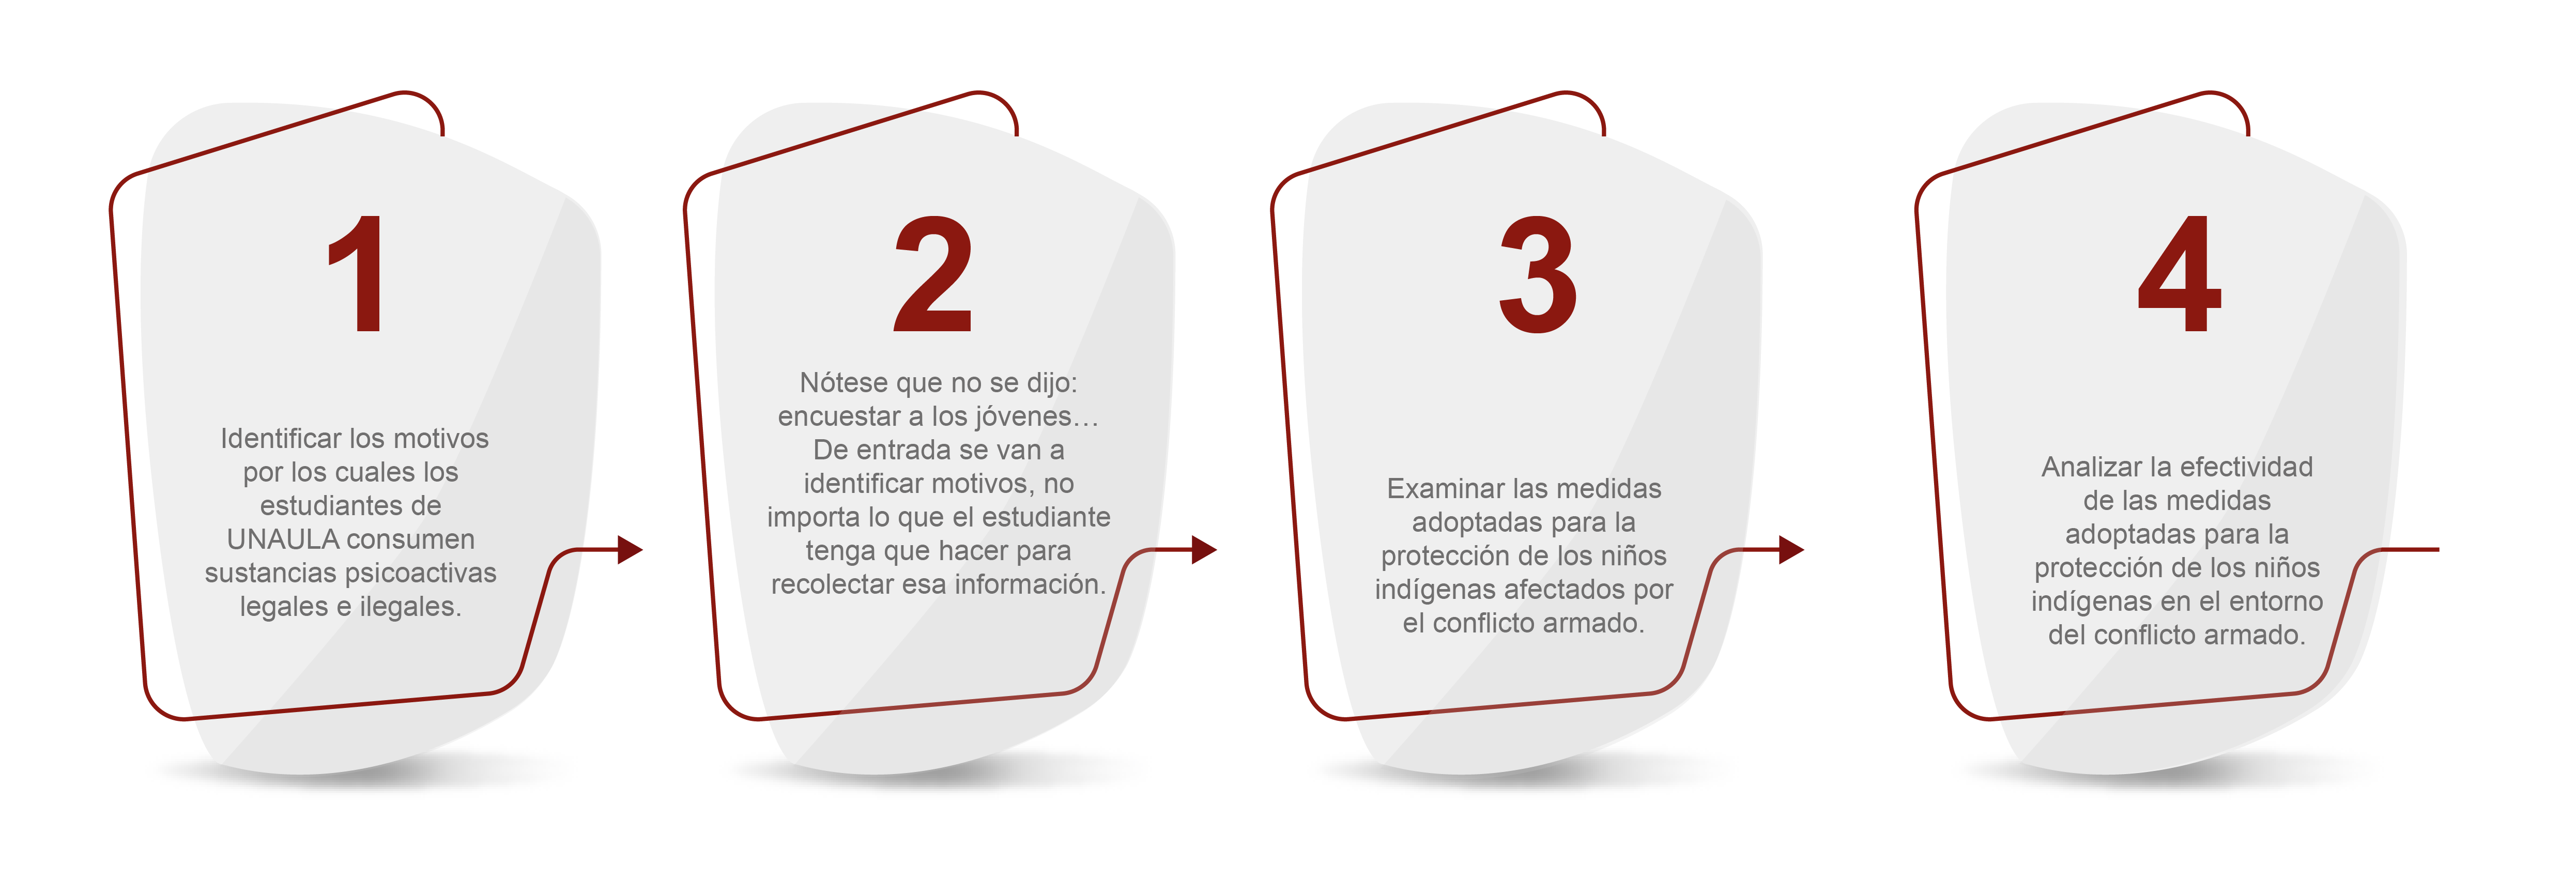 1
Identificar los motivos
por los cuales los
estudiantes de
UNAULA consumen
sustancias psicoactivas
legales e ilegales.
2
Nótese que no se dijo:
encuestar a los jóvenes…
De entrada se van a
identificar motivos, no
importa lo que el estudiante
tenga que hacer para
recolectar esa información.
3
Examinar las medidas
adoptadas para la
protección de los niños
indígenas afectados por
el conflicto armado.
4
Analizar la efectividad
de las medidas
adoptadas para la
protección de los niños
indígenas en el entorno
del conflicto armado.